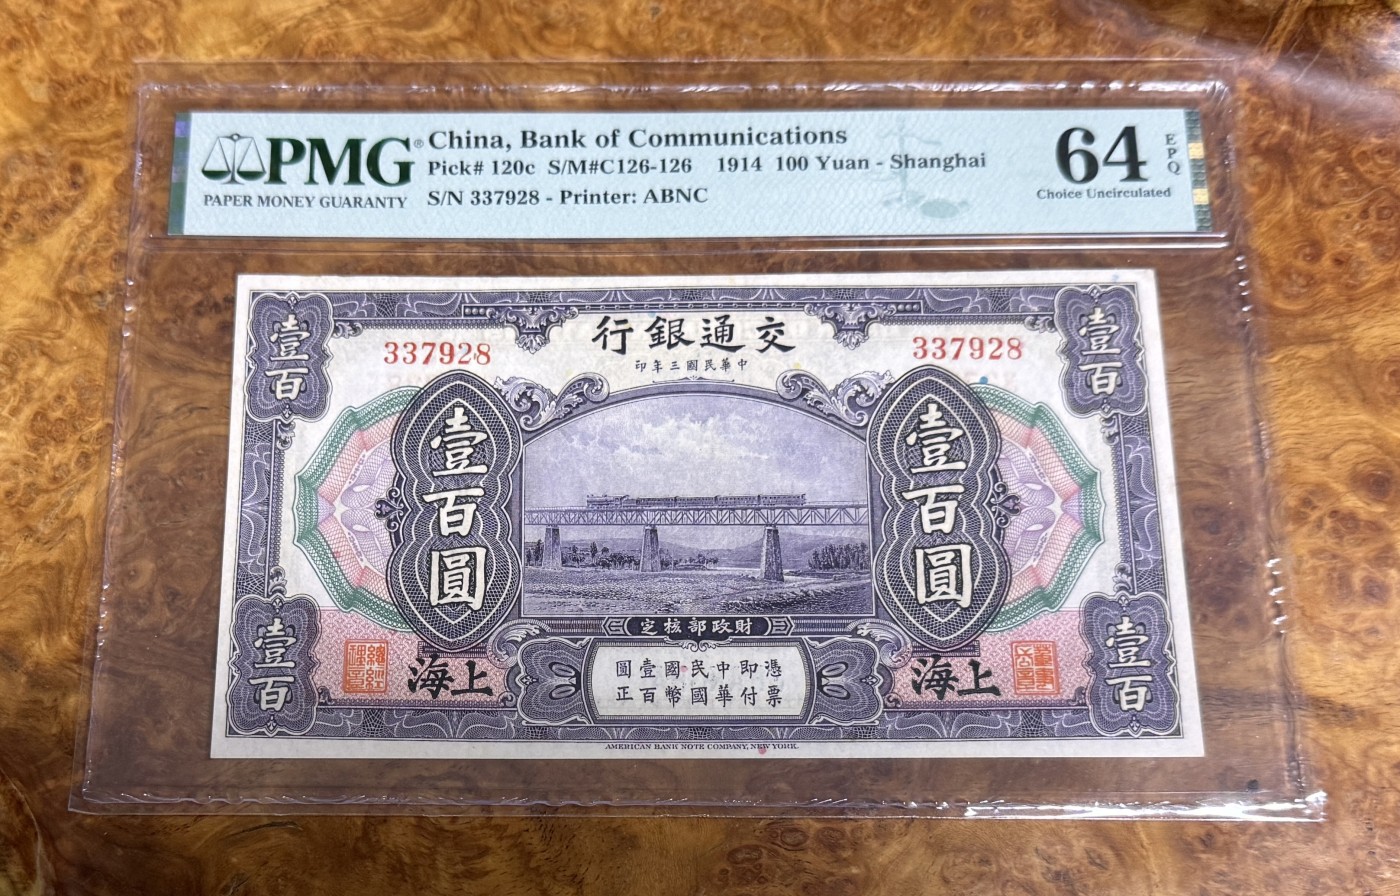 PMG®
PAPER MONEY GUARANTY
China, Bank of Communications
Pick# 120c S/M#C126-126 1914 100 Yuan - Shanghai
S/N 337928 - Printer: ABNC
64
EPQ
Choice Uncirculated
壹百
壹百
交通銀行
中華民國三年印
337928
337928
壹百圓
壹百圓
財政部核定
上海
上海
總經
理章
憑票
即付
中華
民國
國幣
壹百
圓正
壹百
壹百
AMERICAN BANK NOTE COMPANY, NEW YORK.